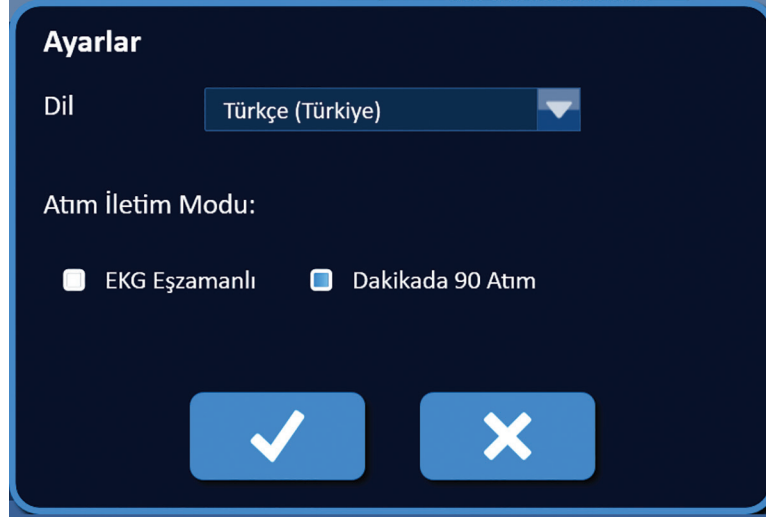 Ayarlar
Dil
Türkçe (Türkiye)
Atım İletim Modu:
EKG Eşzamanlı
Dakikada 90 Atım